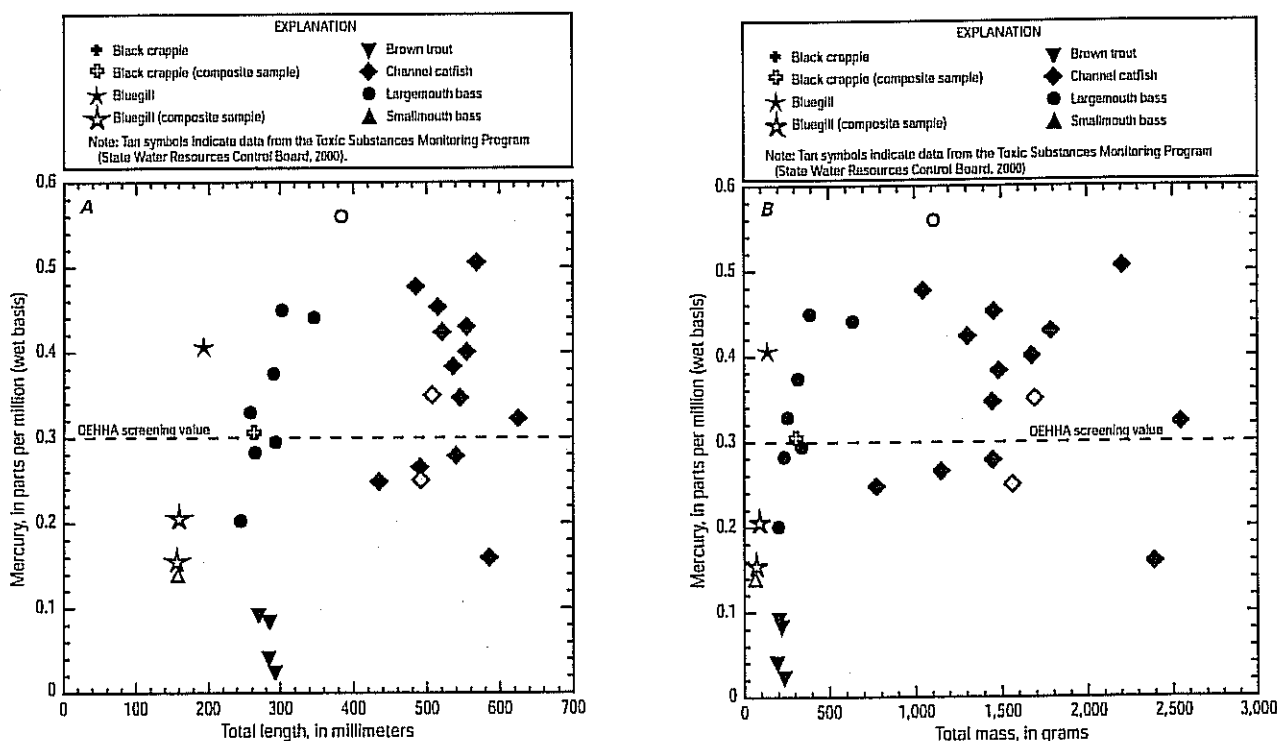 EXPLANATION
Black crappie
Black crappie (composite sample)
Bluegill
Bluegill (composite sample)
Brown trout
Channel catfish
Largemouth bass
Smallmouth bass
Note: Tan symbols indicate data from the Toxic Substances Monitoring Program
(State Water Resources Control Board, 2000).
A
Mercury, in parts per million (wet basis)
0.6
0.5
0.4
0.3
0.2
0.1
0
OEHHA screening value
0 100 200 300 400 500 600 700
Total length, in millimeters
EXPLANATION
Black crappie
Black crappie (composite sample)
Bluegill
Bluegill (composite sample)
Brown trout
Channel catfish
Largemouth bass
Smallmouth bass
Note: Tan symbols indicate data from the Toxic Substances Monitoring Program
(State Water Resources Control Board, 2000)
B
Mercury, in parts per million (wet basis)
0.6
0.5
0.4
0.3
0.2
0.1
0
OEHHA screening value
0 500 1,000 1,500 2,000 2,500 3,000
Total mass, in grams